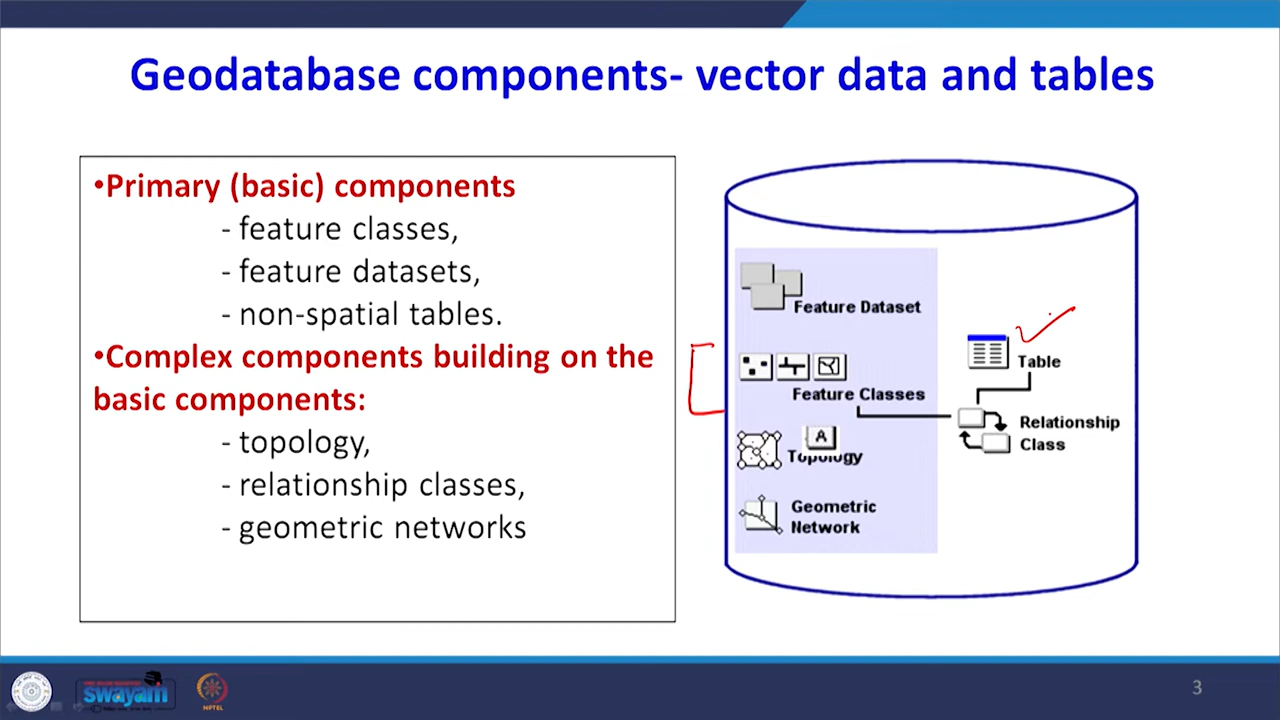 Geodatabase components- vector data and tables
•Primary (basic) components
- feature classes,
- feature datasets,
- non-spatial tables.
•Complex components building on the
basic components:
- topology,
- relationship classes,
- geometric networks
Feature Dataset
Feature Classes
A
Topology
Geometric
Network
Table
Relationship
Class
swayam
NPTEL
3